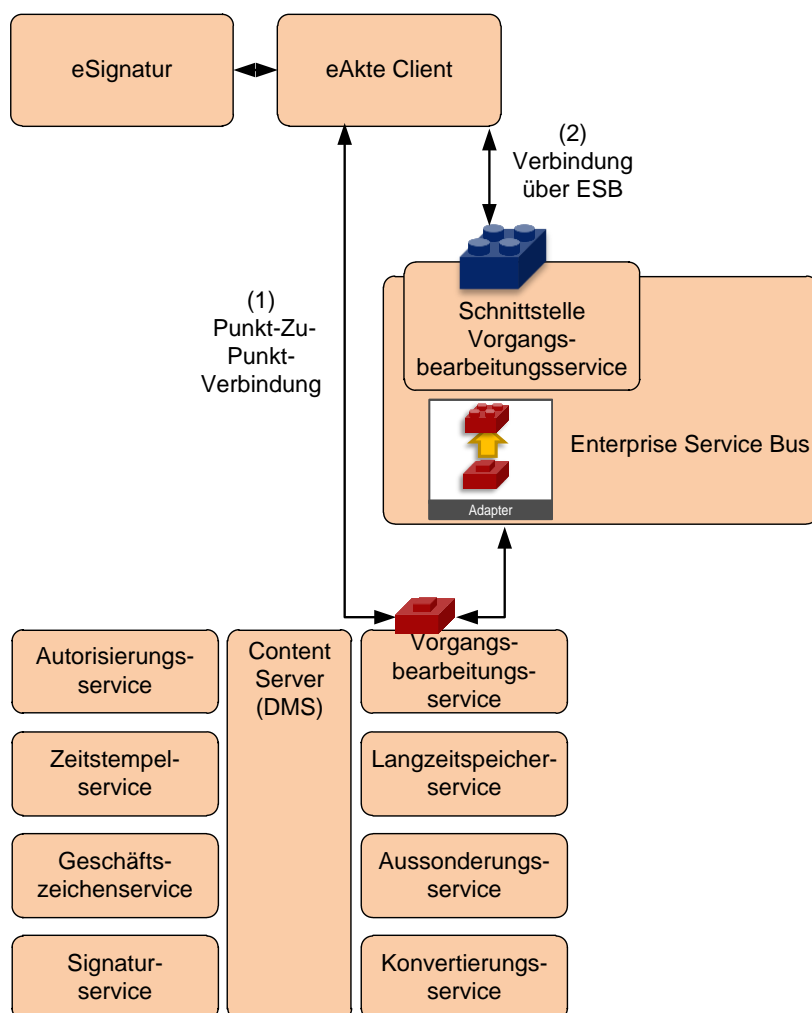 eSignatur
eAkte Client
(2)
Verbindung
über ESB
(1)
Punkt-Zu-
Punkt-
Verbindung
Schnittstelle
Vorgangs-
bearbeitungsservice
Enterprise Service Bus
Adapter
Autorisierungs-
service
Content
Server
(DMS)
Vorgangs-
bearbeitungs-
service
Zeitstempel-
service
Langzeitspeicher-
service
Geschäfts-
zeichenservice
Aussonderungs-
service
Signatur-
service
Konvertierungs-
service